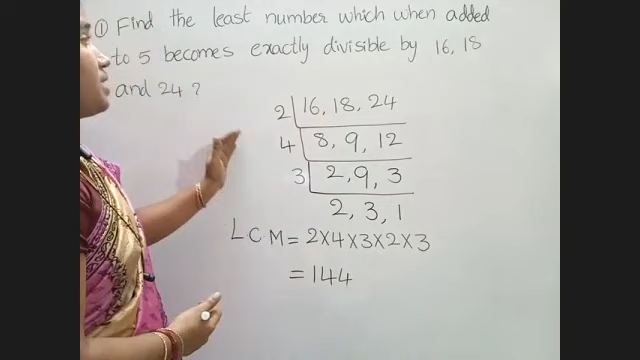 ① Find the least number which when added
to 5 becomes exactly divisible by 16, 18
and 24 ?
2 16, 18, 24
4 8, 9, 12
3 2, 9, 3
2, 3, 1
L.C.M = 2×4×3×2×3
= 144